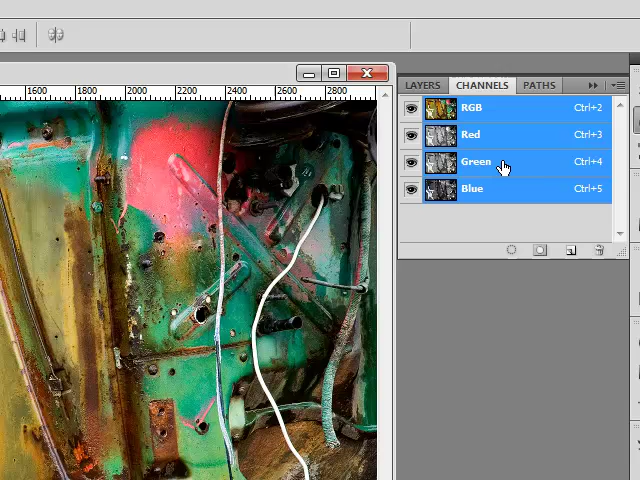 1600 1800 2000 2200 2400 2600 2800
LAYERS CHANNELS PATHS
RGB Ctrl+2
Red Ctrl+3
Green Ctrl+4
Blue Ctrl+5